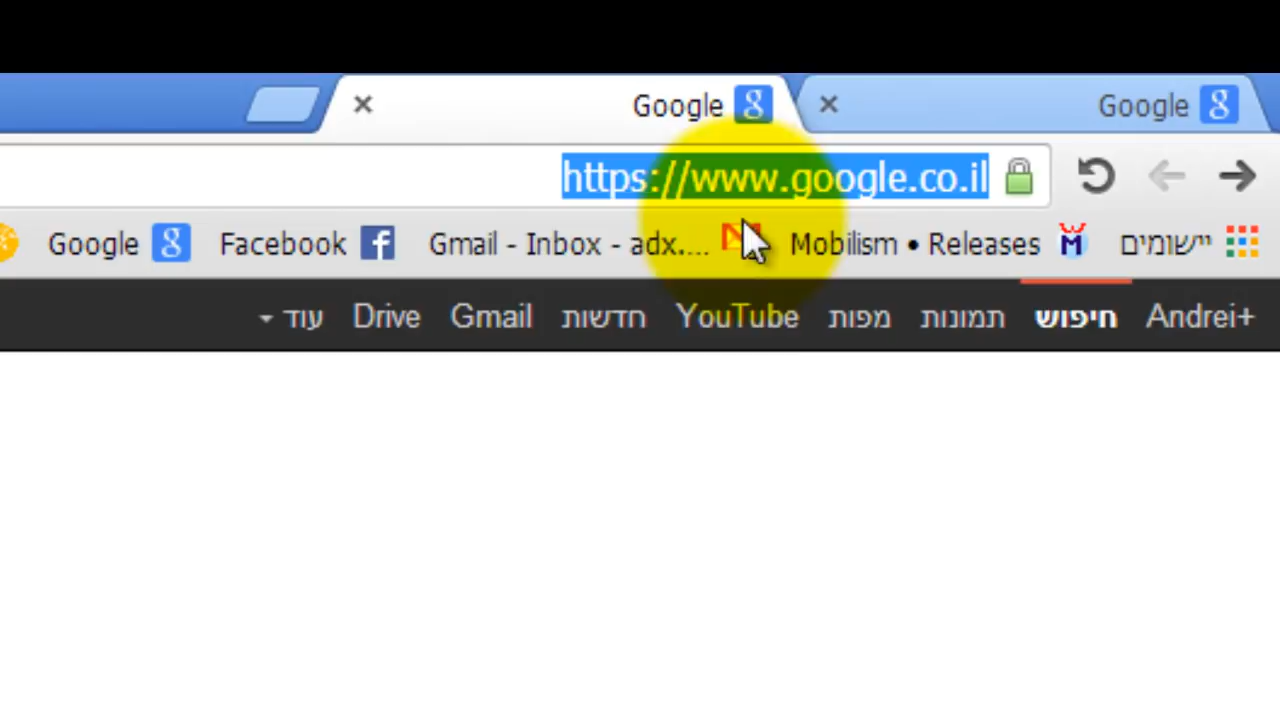 Google Google
https://www.google.co.il
יישומים Mobilism • Releases Gmail - Inbox - adx.... Facebook Google
Andrei+ חיפוש תמונות מפות YouTube חדשות Gmail Drive עוד